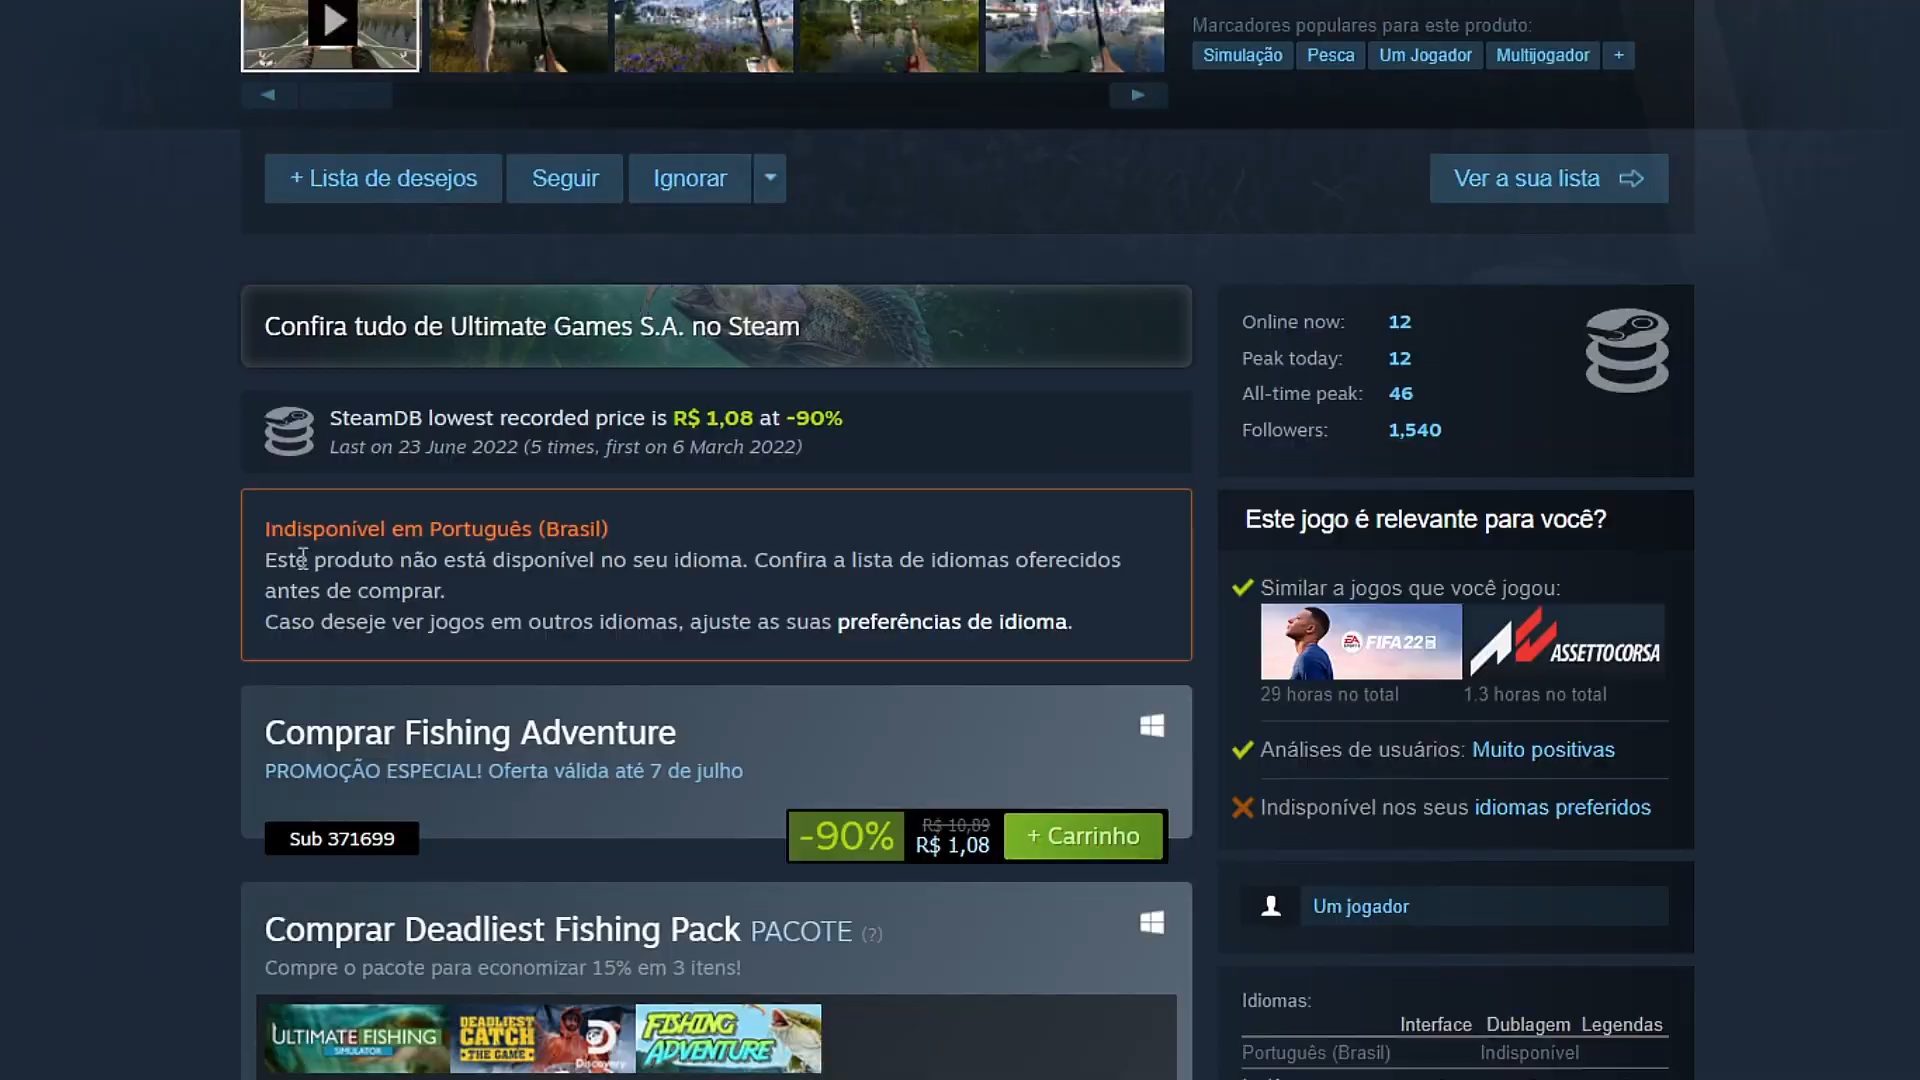 Marcadores populares para este produto:
Simulação Pesca Um Jogador Multijogador +
+ Lista de desejos Seguir Ignorar Ver a sua lista
Confira tudo de Ultimate Games S.A. no Steam
SteamDB lowest recorded price is R$ 1,08 at -90%
Last on 23 June 2022 (5 times, first on 6 March 2022)
Online now: 12
Peak today: 12
All-time peak: 46
Followers: 1,540
Indisponível em Português (Brasil)
Este produto não está disponível no seu idioma. Confira a lista de idiomas oferecidos
antes de comprar.
Caso deseje ver jogos em outros idiomas, ajuste as suas preferências de idioma.
Este jogo é relevante para você?
Similar a jogos que você jogou:
EA SPORTS FIFA 22
ASSETTO CORSA
29 horas no total 1.3 horas no total
Análises de usuários: Muito positivas
Indisponível nos seus idiomas preferidos
Comprar Fishing Adventure
PROMOÇÃO ESPECIAL! Oferta válida até 7 de julho
Sub 371699
-90% R$ 10,89 R$ 1,08 + Carrinho
Comprar Deadliest Fishing Pack PACOTE (?)
Compre o pacote para economizar 15% em 3 itens!
ULTIMATE FISHING
SIMULATOR
DEADLIEST
CATCH
THE GAME
Discovery
FISHING
ADVENTURE
Um jogador
Idiomas:
Interface Dublagem Legendas
Português (Brasil) Indisponível